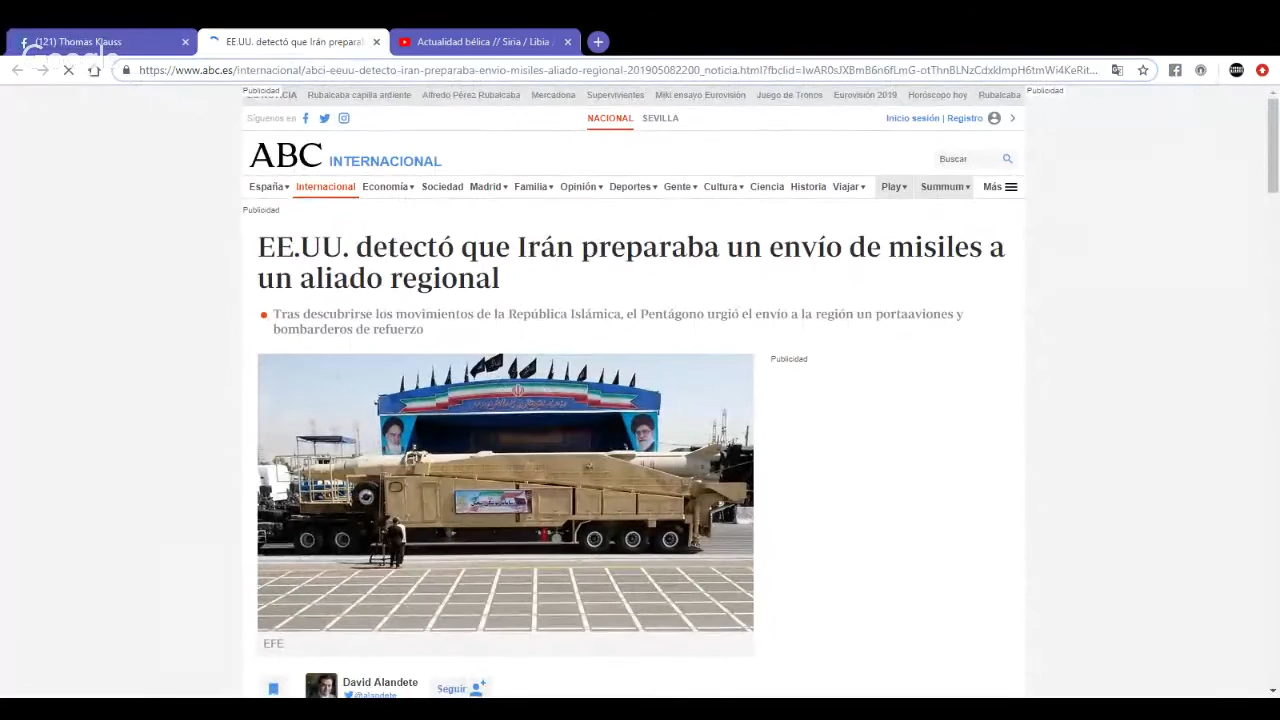 (121) Thomas Klauss
EE.UU. detectó que Irán prepara
Actualidad bélica // Siria / Libia
Google
https://www.abc.es/internacional/abci-eeuu-detecto-iran-preparaba-envio-misiles-aliado-regional-201905082200_noticia.html?fbclid=
Publicidad
Rubalcaba capilla ardiente Alfredo Pérez Rubalcaba Mercadona Supervivientes Miki ensayo Eurovisión Juego de Tronos Eurovisión 2019 Horóscopo hoy Rubalcaba
Publicidad
Síguenos en
NACIONAL SEVILLA
Inicio sesión | Registro
ABC INTERNACIONAL
Buscar
España Internacional Economía Sociedad Madrid Familia Opinión Deportes Gente Cultura Ciencia Historia Viajar Play Summum Más
Publicidad
EE.UU. detectó que Irán preparaba un envío de misiles a
un aliado regional
Tras descubrirse los movimientos de la República Islámica, el Pentágono urgió el envío a la región un portaaviones y
bombarderos de refuerzo
Publicidad
EFE
David Alandete
@alandete
Seguir